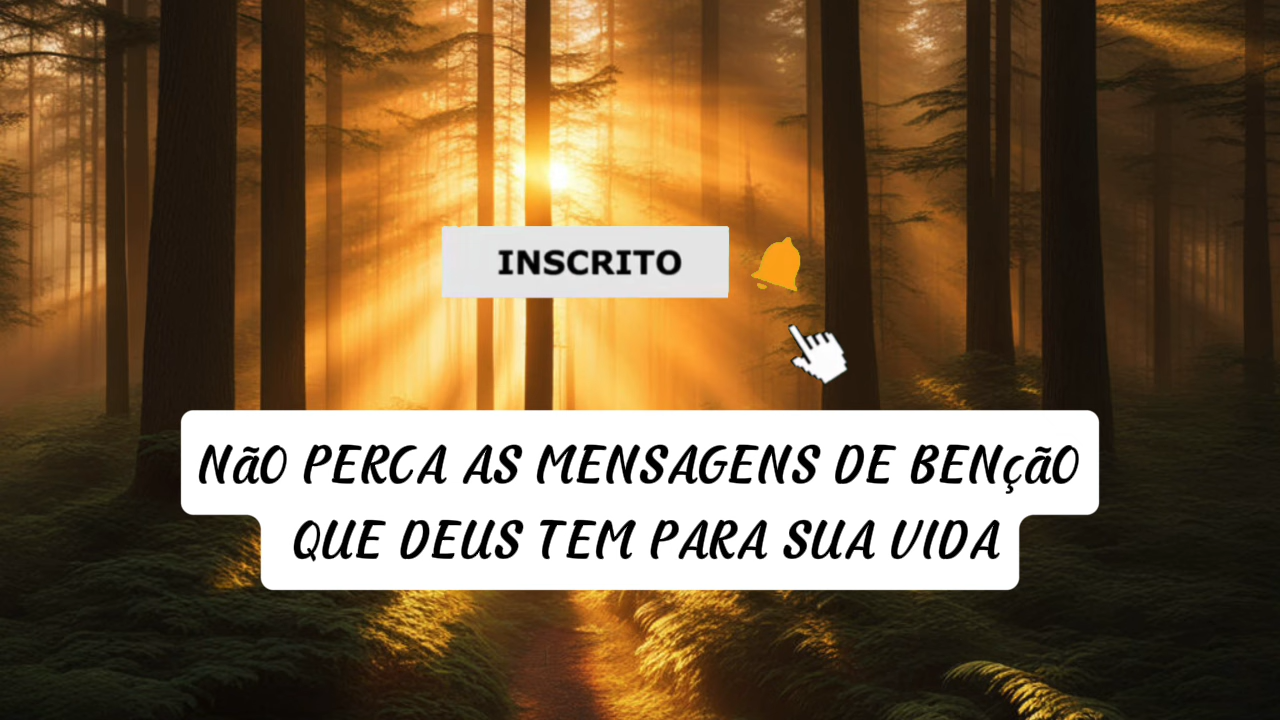 INSCRITO
NãO PERCA AS MENSAGENS DE BENçãO
QUE DEUS TEM PARA SUA VIDA